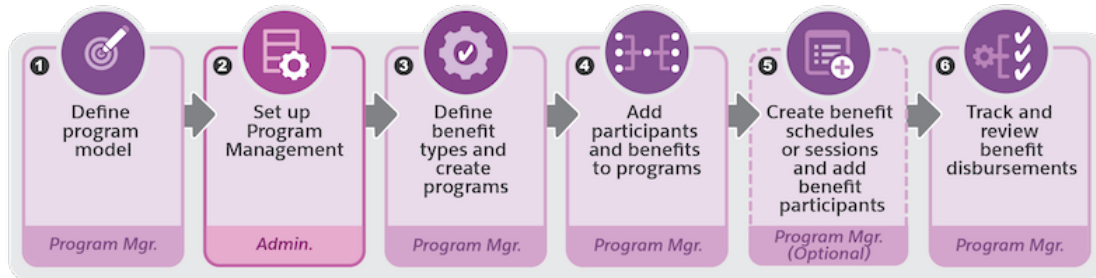 1
Define
program
model
Program Mgr.
2
Set up
Program
Management
Admin.
3
Define
benefit
types and
create
programs
Program Mgr.
4
Add
participants
and benefits
to programs
Program Mgr.
5
Create benefit
schedules
or sessions
and add
benefit
participants
Program Mgr.
(Optional)
6
Track and
review
benefit
disbursements
Program Mgr.